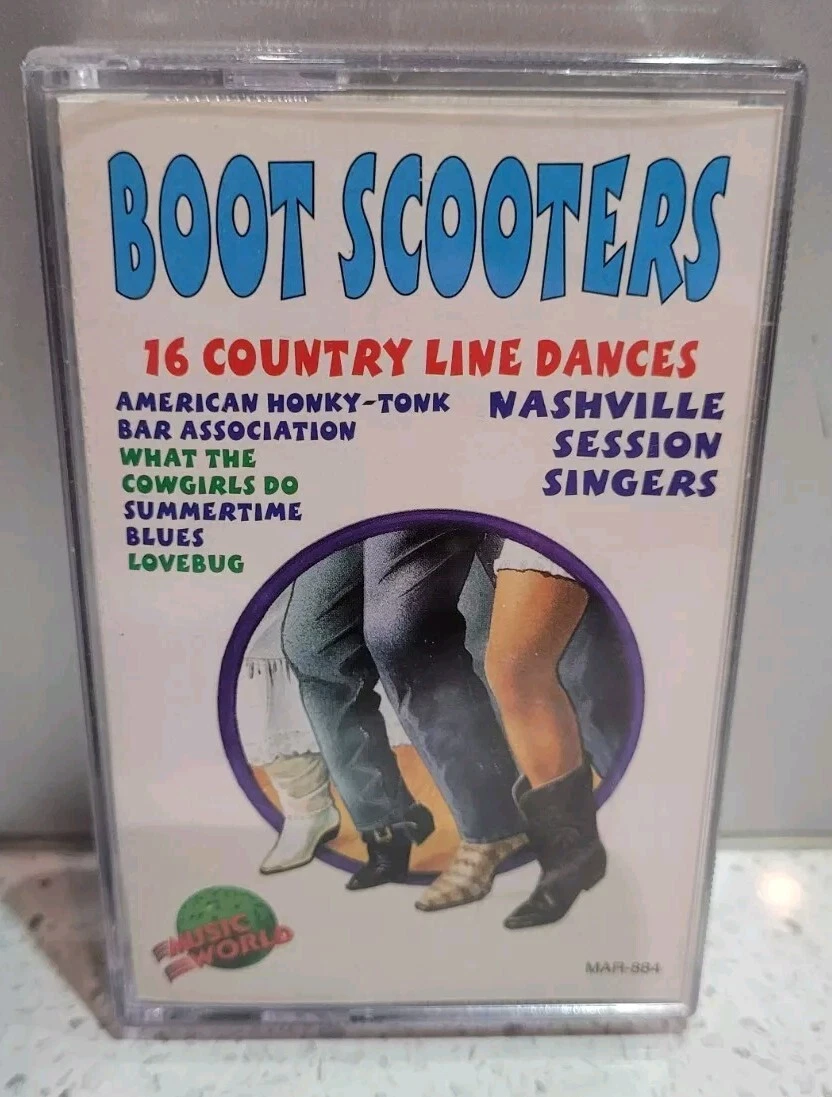 BOOT SCOOTERS
16 COUNTRY LINE DANCES
AMERICAN HONKY-TONK
BAR ASSOCIATION
WHAT THE
COWGIRLS DO
SUMMERTIME
BLUES
LOVEBUG
NASHVILLE
SESSION
SINGERS
MUSIC
WORLD
MAR-884